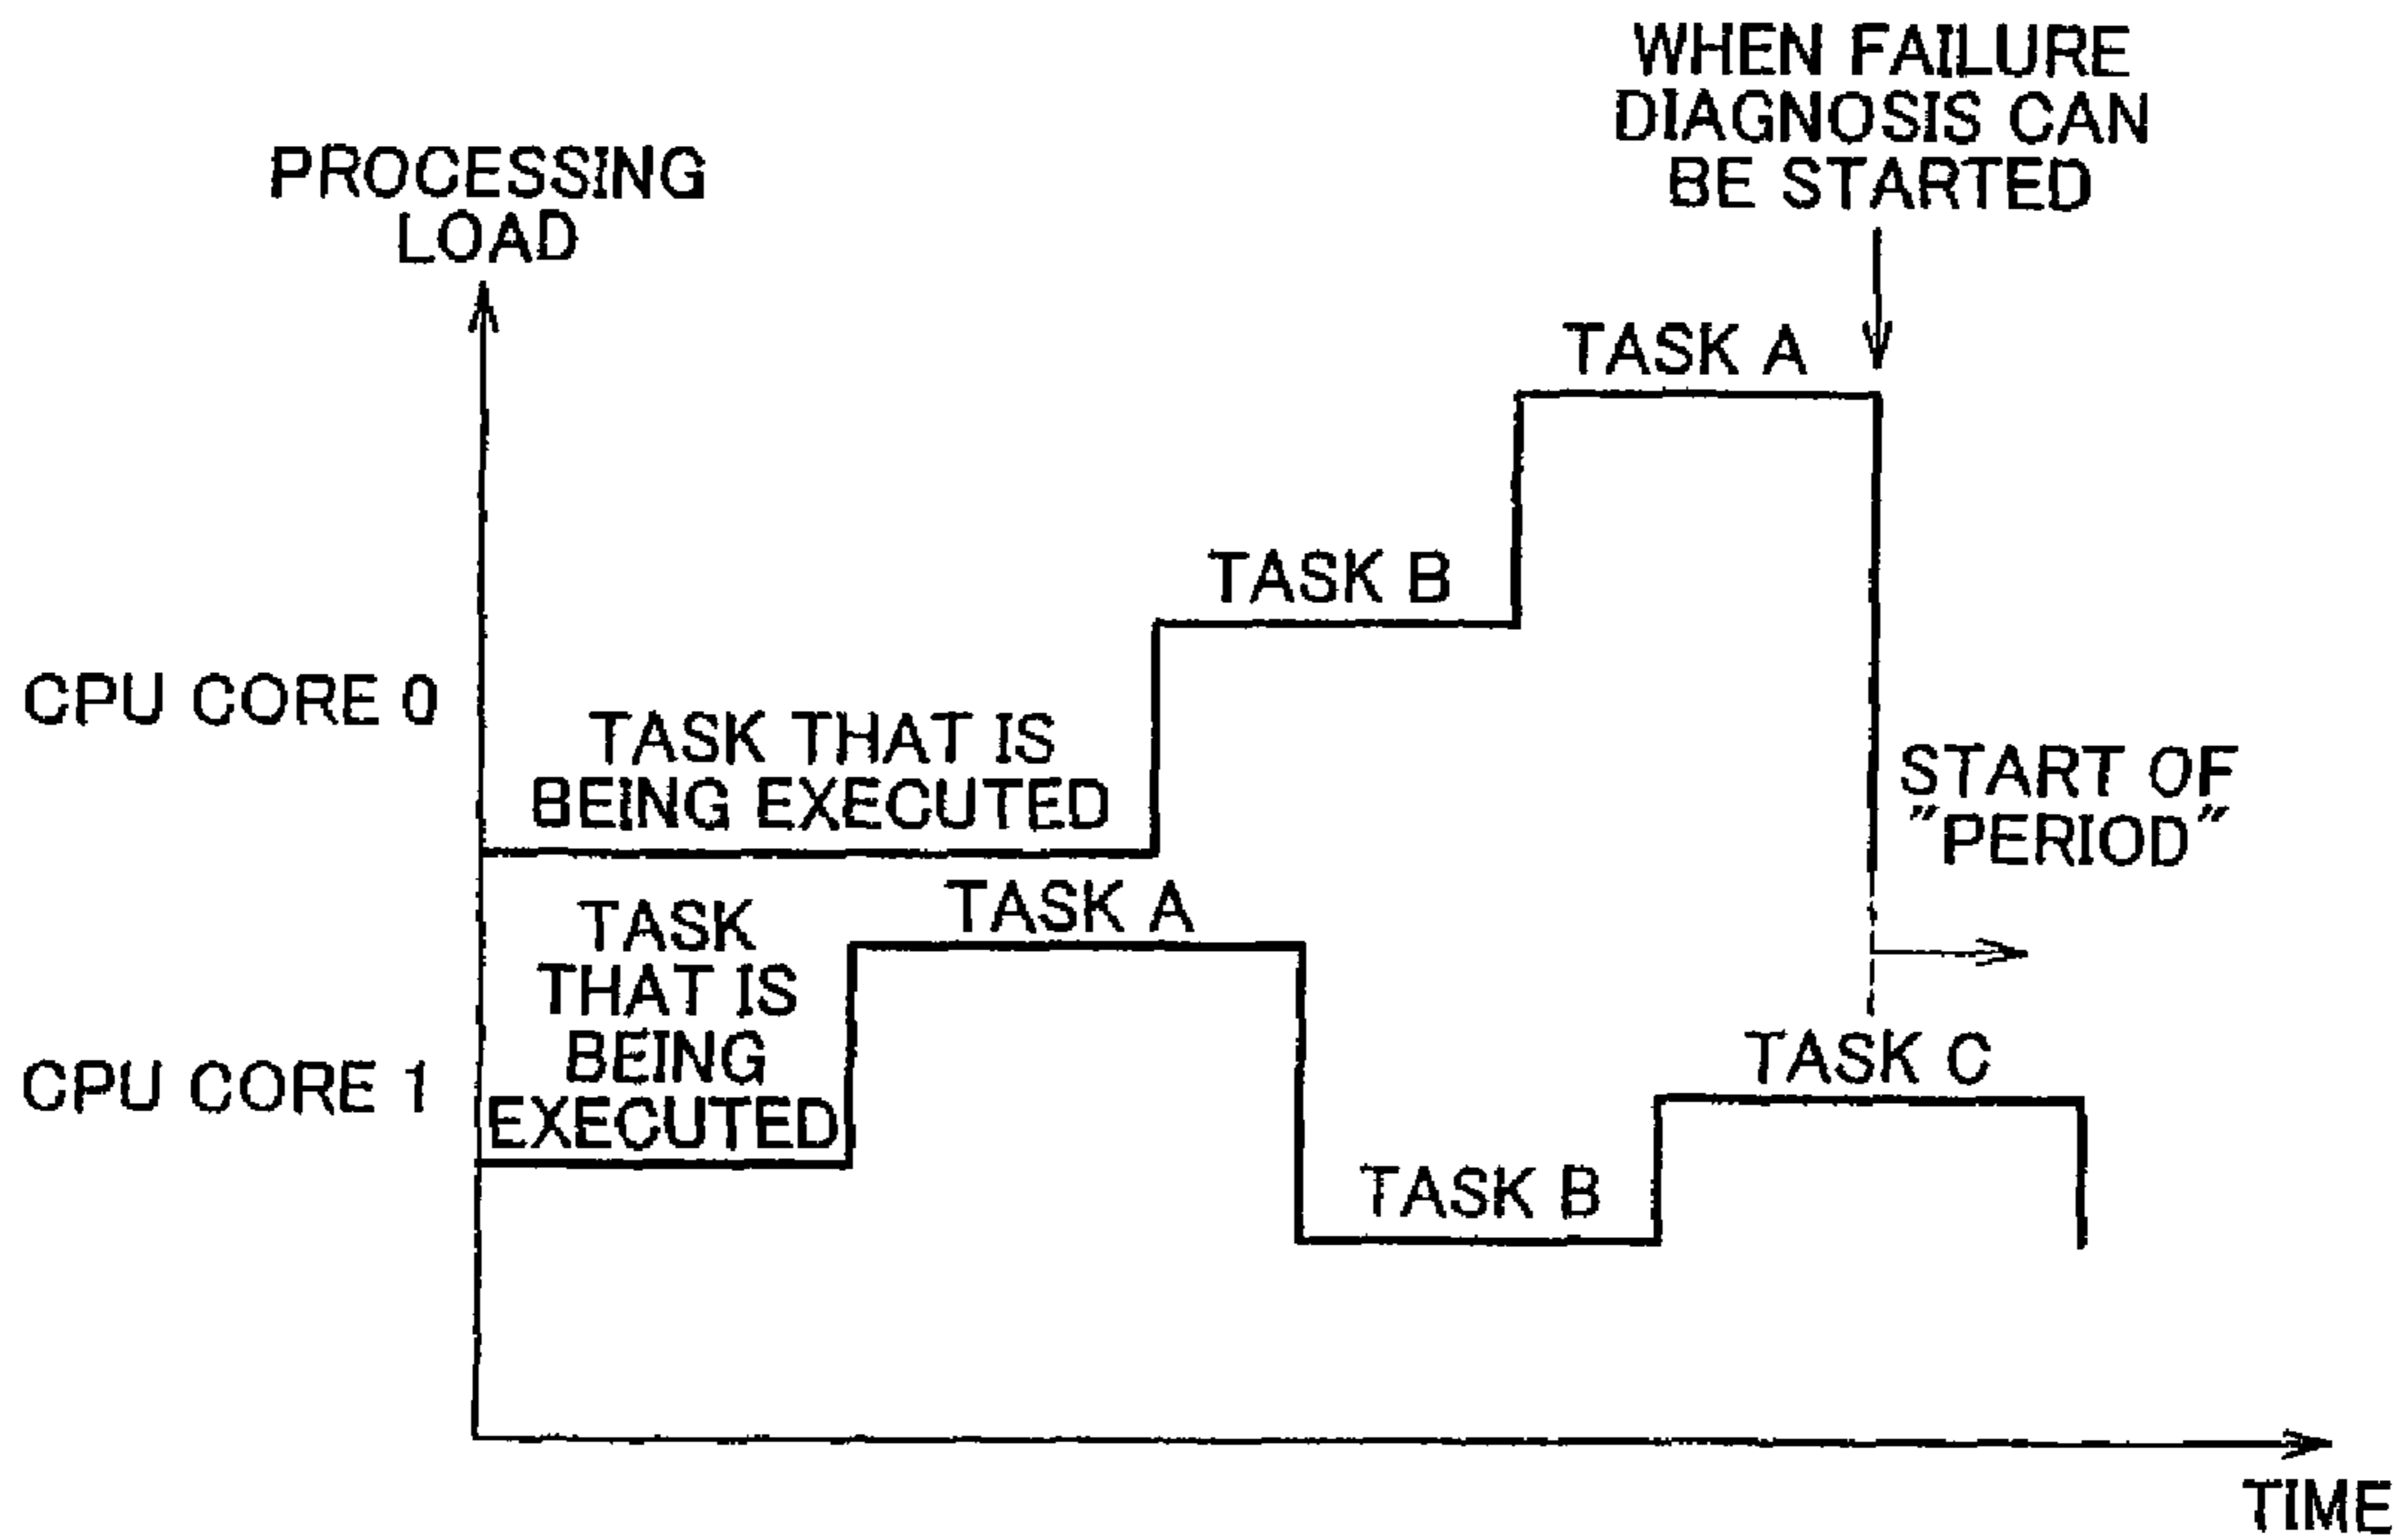 WHEN FAILURE
DIAGNOSIS CAN
BE STARTED
PROCESSING
LOAD
TASK A
TASK B
CPU CORE 0
TASK THAT IS
BEING EXECUTED
START OF
"PERIOD"
TASK A
TASK
THAT IS
BEING
EXECUTED
CPU CORE 1
TASK C
TASK B
TIME